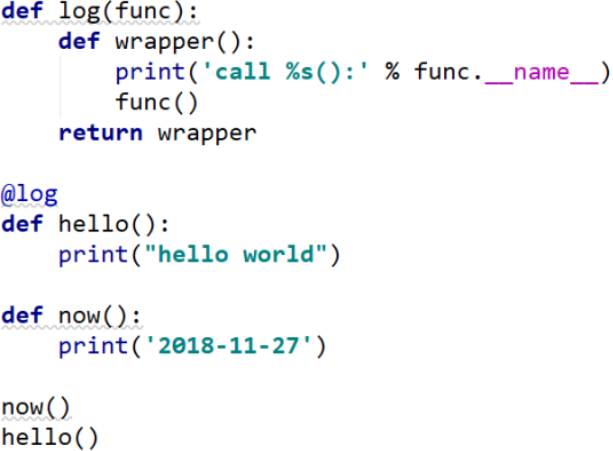 def log(func):
    def wrapper():
        print('call %s():' % func.__name__)
        func()
    return wrapper

@log
def hello():
    print("hello world")

def now():
    print('2018-11-27')

now()
hello()